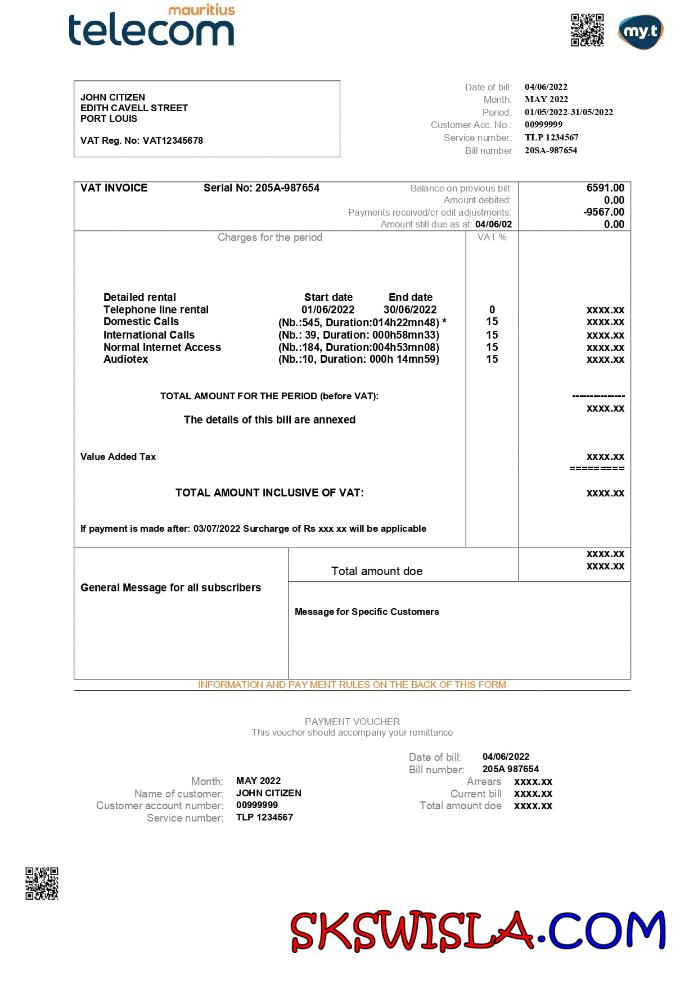 mauritius
telecom
my.t
JOHN CITIZEN
EDITH CAVELL STREET
PORT LOUIS
VAT Reg. No: VAT12345678
Date of bill: 04/06/2022
Month: MAY 2022
Period: 01/05/2022-31/05/2022
Customer Acc. No.: 00999999
Service number: TLP 1234567
Bill number 20SA-987654
VAT INVOICE Serial No: 205A-987654 Balance on previous bill: 6591.00
Amount debited: 0.00
Payments received/cr edit adjustments: -9567.00
Amount still due as at: 04/06/02 0.00
Charges for the period VAT %
Detailed rental Start date End date
Telephone line rental 01/06/2022 30/06/2022 0 xxxx.xx
Domestic Calls (Nb.:545, Duration:014h22mn48) * 15 xxxx.xx
International Calls (Nb.: 39, Duration: 000h58mn33) 15 xxxx.xx
Normal Internet Access (Nb.:184, Duration:004h53mn08) 15 xxxx.xx
Audiotex (Nb.:10, Duration: 000h 14mn59) 15 xxxx.xx
TOTAL AMOUNT FOR THE PERIOD (before VAT): ---------------
xxxx.xx
The details of this bill are annexed
Value Added Tax xxxx.xx
=========
TOTAL AMOUNT INCLUSIVE OF VAT: xxxx.xx
If payment is made after: 03/07/2022 Surcharge of Rs xxx xx will be applicable
xxxx.xx
Total amount doe xxxx.xx
General Message for all subscribers
Message for Specific Customers
INFORMATION AND PAY MENT RULES ON THE BACK OF THIS FORM
PAYMENT VOUCHER
This voucher should accompany your remittance
Date of bill: 04/06/2022
Bill number: 205A 987654
Month: MAY 2022 Arrears xxxx.xx
Name of customer: JOHN CITIZEN Current bill xxxx.xx
Customer account number: 00999999 Total amount doe xxxx.xx
Service number: TLP 1234567
SKSWISLA.COM